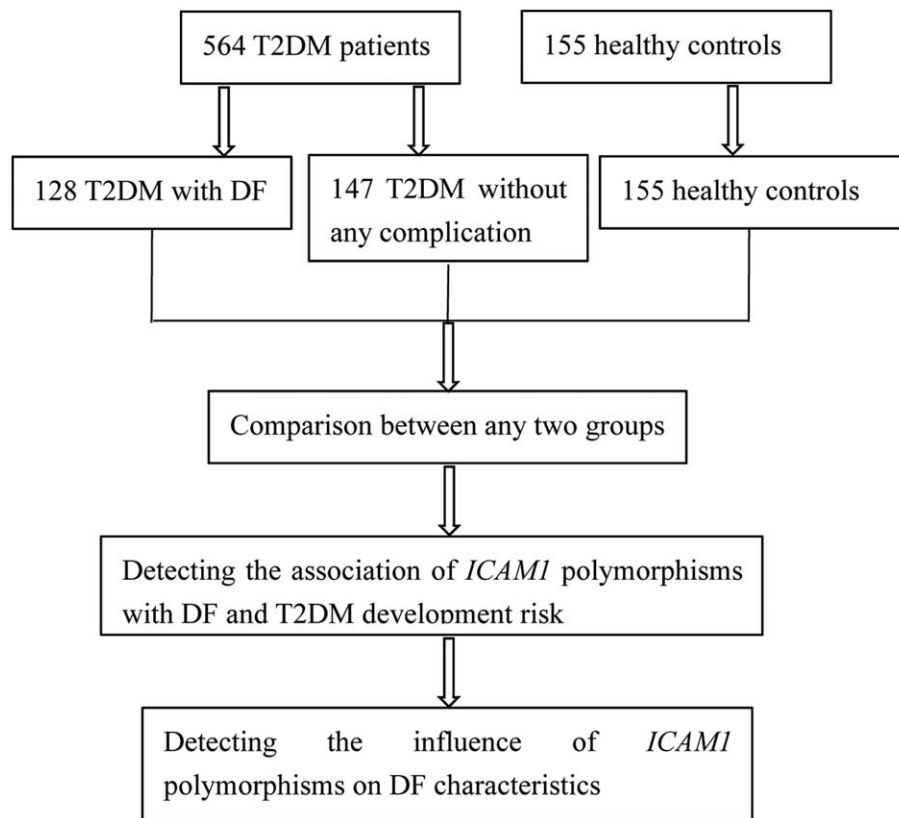 564 T2DM patients
155 healthy controls
128 T2DM with DF
147 T2DM without
any complication
155 healthy controls
Comparison between any two groups
Detecting the association of ICAM1 polymorphisms
with DF and T2DM development risk
Detecting the influence of ICAM1
polymorphisms on DF characteristics